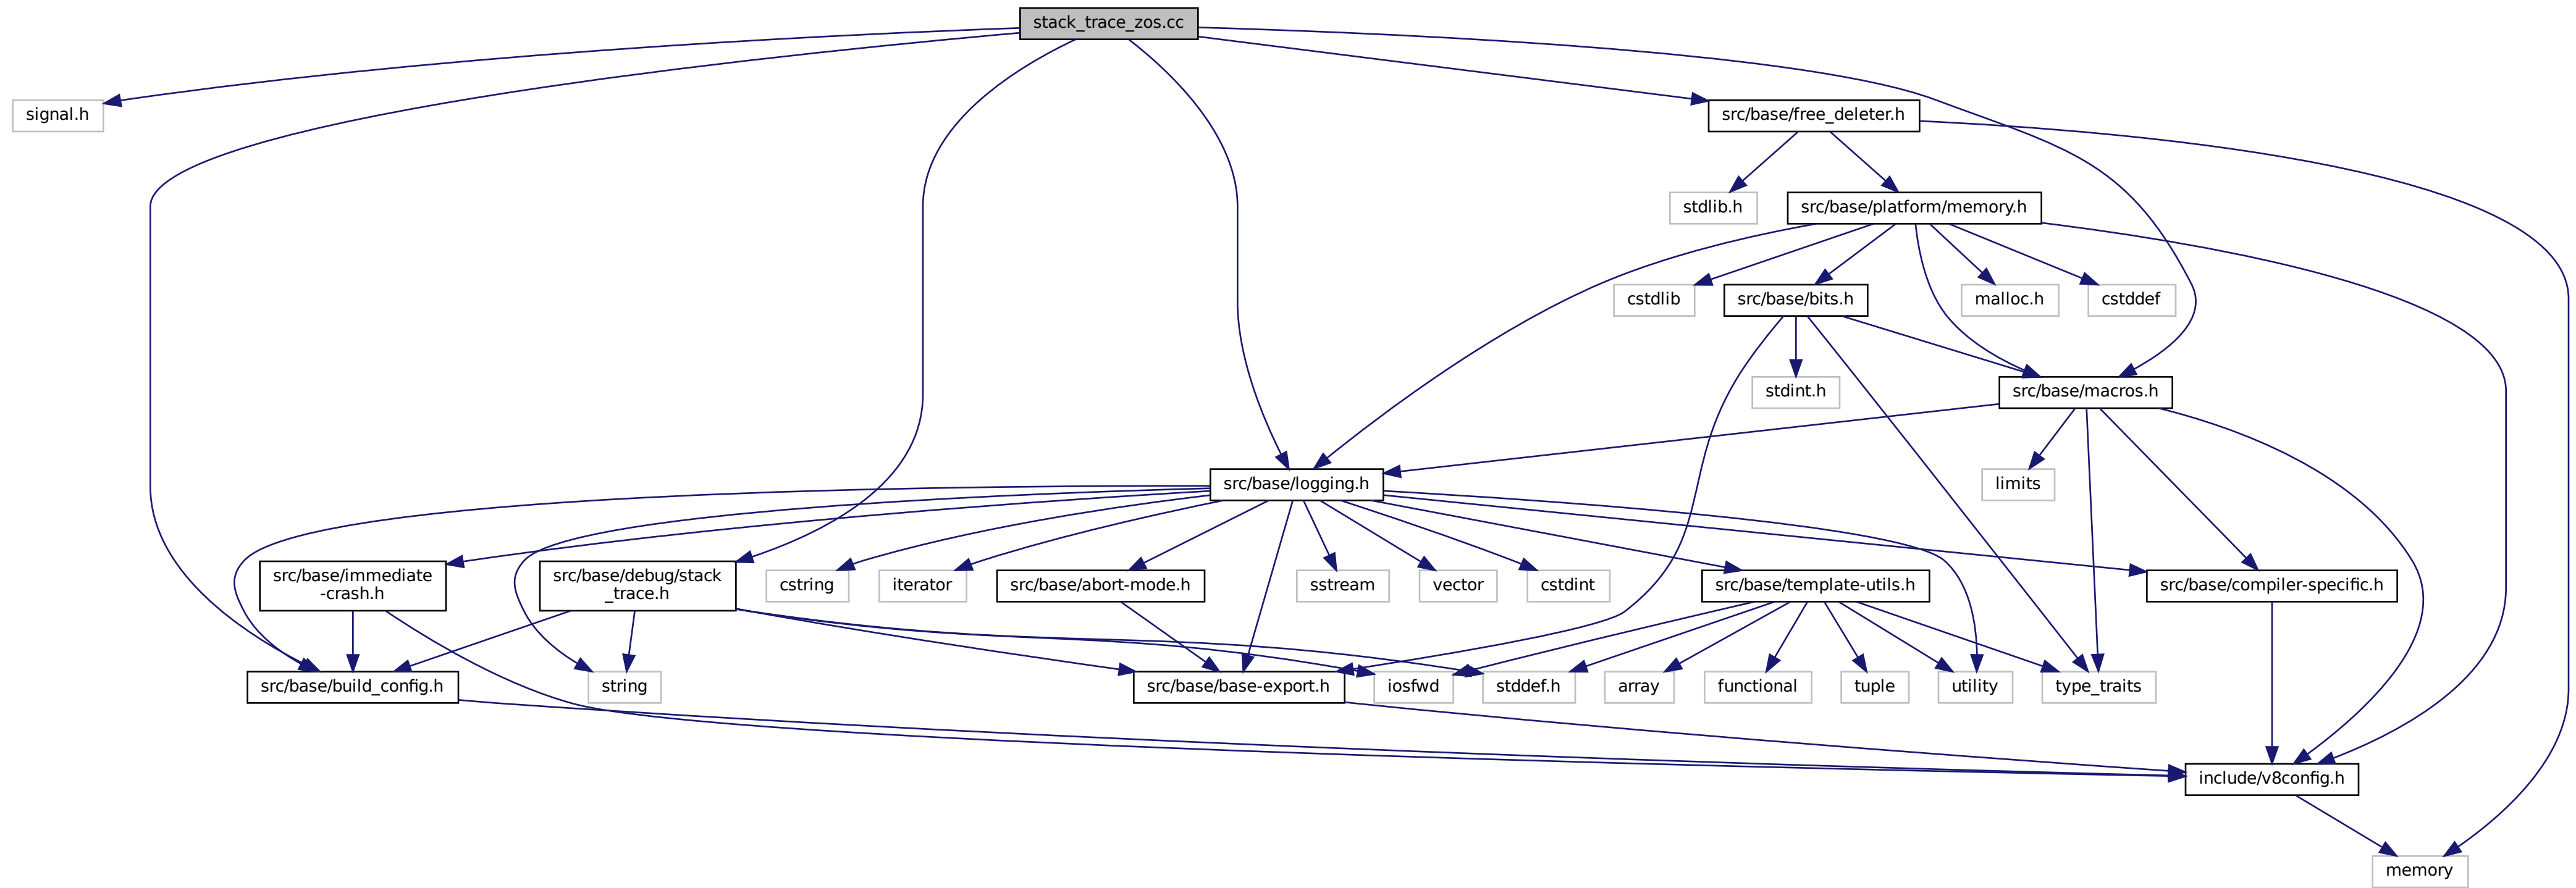 stack_trace_zos.cc
signal.h
src/base/free_deleter.h
stdlib.h
src/base/platform/memory.h
cstdlib
src/base/bits.h
malloc.h
cstddef
stdint.h
src/base/macros.h
src/base/logging.h
limits
src/base/immediate
-crash.h
src/base/debug/stack
_trace.h
cstring
iterator
src/base/abort-mode.h
sstream
vector
cstdint
src/base/template-utils.h
src/base/compiler-specific.h
src/base/build_config.h
string
src/base/base-export.h
iosfwd
stddef.h
array
functional
tuple
utility
type_traits
include/v8config.h
memory